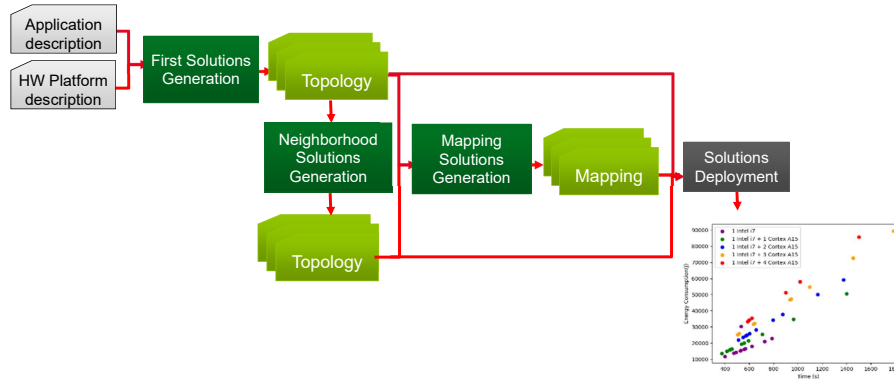 Application
description
HW Platform
description
First Solutions
Generation
Topology
Neighborhood
Solutions
Generation
Mapping
Solutions
Generation
Mapping
Solutions
Deployment
Topology
1 Intel i7
1 Intel i7 + 1 Cortex A15
1 Intel i7 + 2 Cortex A15
1 Intel i7 + 3 Cortex A15
1 Intel i7 + 4 Cortex A15
Energy Consumption(J)
90000
80000
70000
60000
50000
40000
30000
20000
10000
400 600 800 1000 1200 1400 1600
time (s)